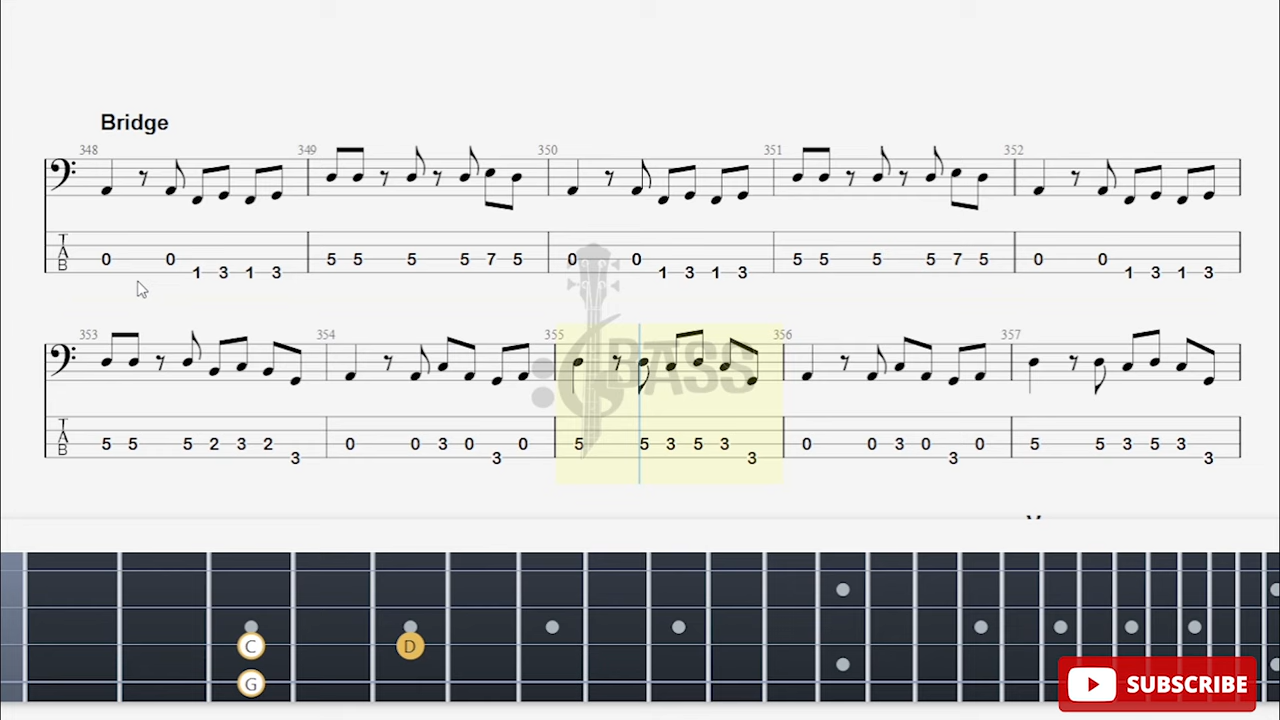 Bridge
348 349 350 351 352
T 0 0 1 3 1 3 5 5 5 5 7 5 0 0 1 3 1 3 5 5 5 5 7 5 0 0 1 3 1 3
A
B
353 354 355 356 357
T 5 5 5 2 3 2 3 0 0 3 0 3 0 5 5 3 5 3 3 0 0 3 0 3 0 5 5 3 5 3 3
A
B
BASS
C D
G
SUBSCRIBE